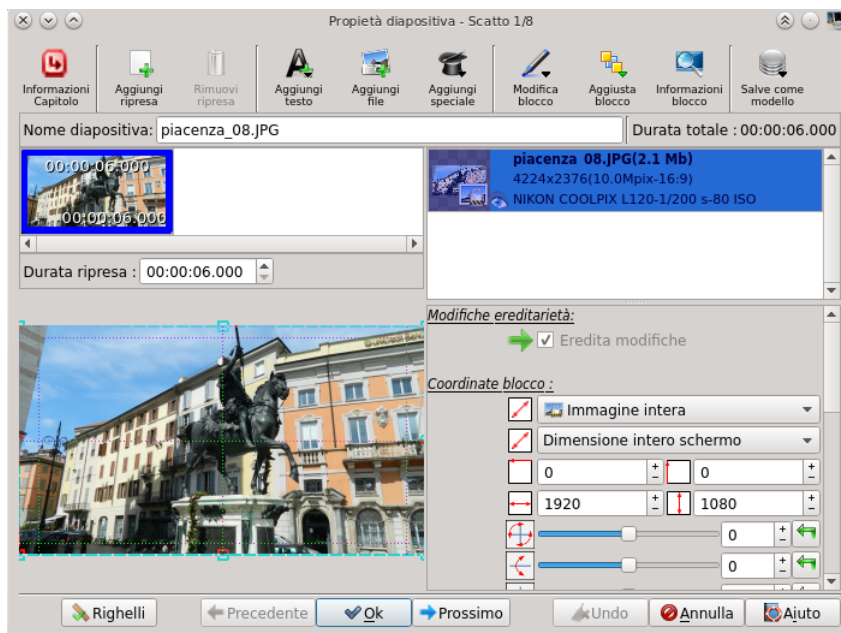 Propietà diapositiva - Scatto 1/8
Informazioni Capitolo
Aggiungi ripresa
Rimuovi ripresa
Aggiungi testo
Aggiungi file
Aggiungi speciale
Modifica blocco
Aggiusta blocco
Informazioni blocco
Salve come modello
Nome diapositiva: piacenza_08.JPG
Durata totale : 00:00:06.000
00:00:06.000
00:00:06.000
piacenza_08.JPG(2.1 Mb)
4224x2376(10.0Mpix-16:9)
NIKON COOLPIX L120-1/200 s-80 ISO
Durata ripresa : 00:00:06.000
Modifiche ereditarietà:
Eredita modifiche
Coordinate blocco :
Immagine intera
Dimensione intero schermo
0 0
1920 1080
0
0
Righelli
Precedente
Ok
Prossimo
Undo
Annulla
Aiuto